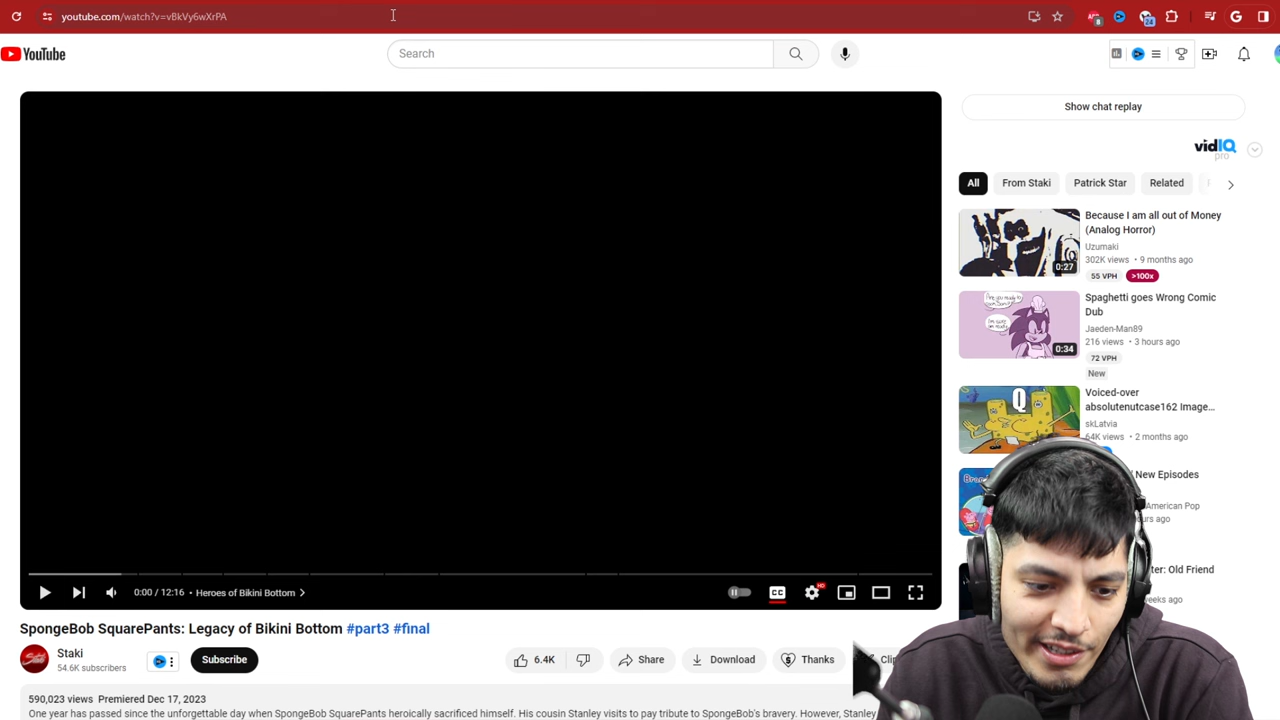 youtube.com/watch?v=vBkVy6wXrPA
8
24
YouTube
Search
Show chat replay
vidIQ
pro
All
From Staki
Patrick Star
Related
Because I am all out of Money
(Analog Horror)
Uzumaki
302K views • 9 months ago
55 VPH
>100x
0:27
Spaghetti goes Wrong Comic
Dub
Jaeden-Man89
216 views • 3 hours ago
72 VPH
New
0:34
Q
Voiced-over
absolutenutcase162 Image...
skLatvia
64K views • 2 months ago
New Episodes
American Pop
ago
Old Friend
ago
0:00 / 12:16 • Heroes of Bikini Bottom >
CC
HD
SpongeBob SquarePants: Legacy of Bikini Bottom #part3 #final
Staki
54.6K subscribers
Subscribe
6.4K
Share
Download
Thanks
590,023 views Premiered Dec 17, 2023
One year has passed since the unforgettable day when SpongeBob SquarePants heroically sacrificed himself. His cousin Stanley visits to pay tribute to SpongeBob's bravery. However, Stanley